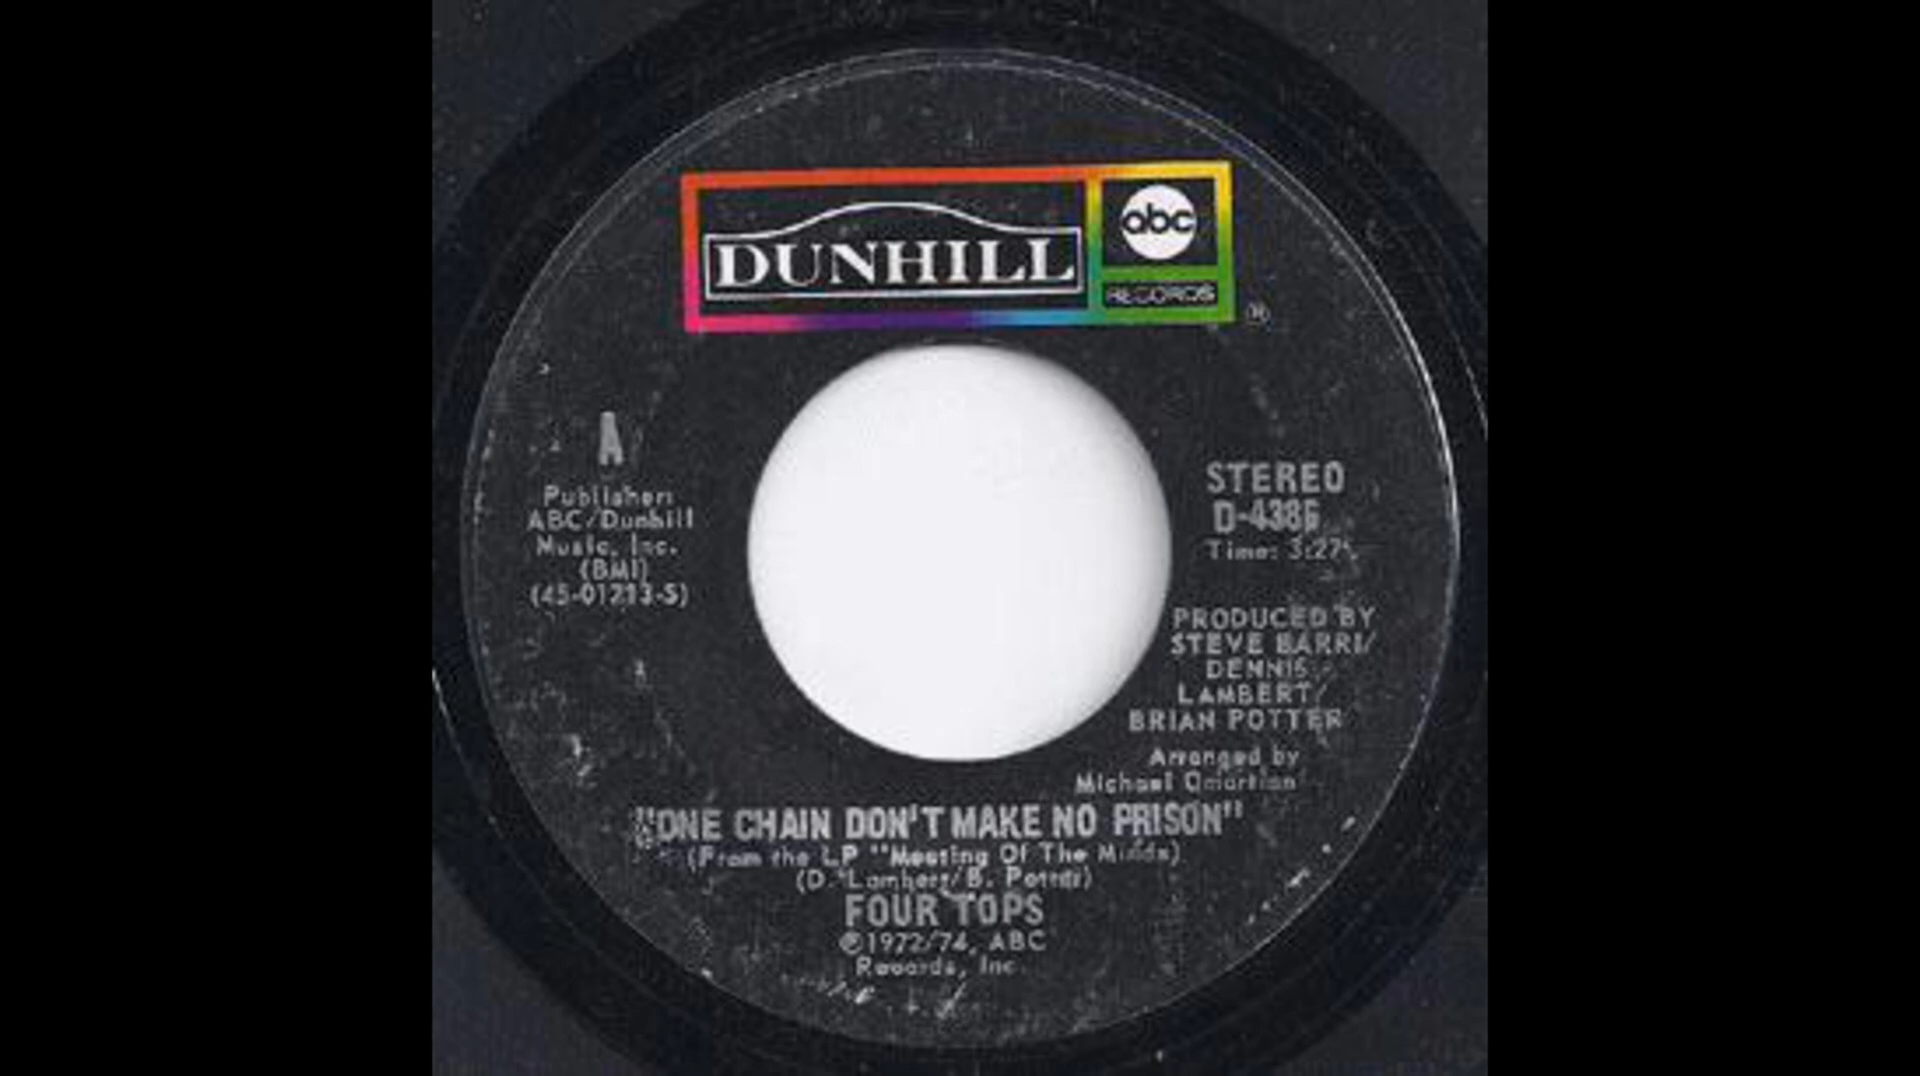 DUNHILL
abc
RECORDS
®
A
Publisher:
ABC/Dunhill
Music, Inc.
(BMI)
(45-01213-S)
STEREO
D-4386
Time: 3:27
PRODUCED BY
STEVE BARRI/
DENNIS
LAMBERT/
BRIAN POTTER
Arranged by
Michael Omartian
"ONE CHAIN DON'T MAKE NO PRISON"
(From the LP "Meeting Of The Minds)
(D. Lambert/B. Potter)
FOUR TOPS
℗1972/74, ABC
Records, Inc.